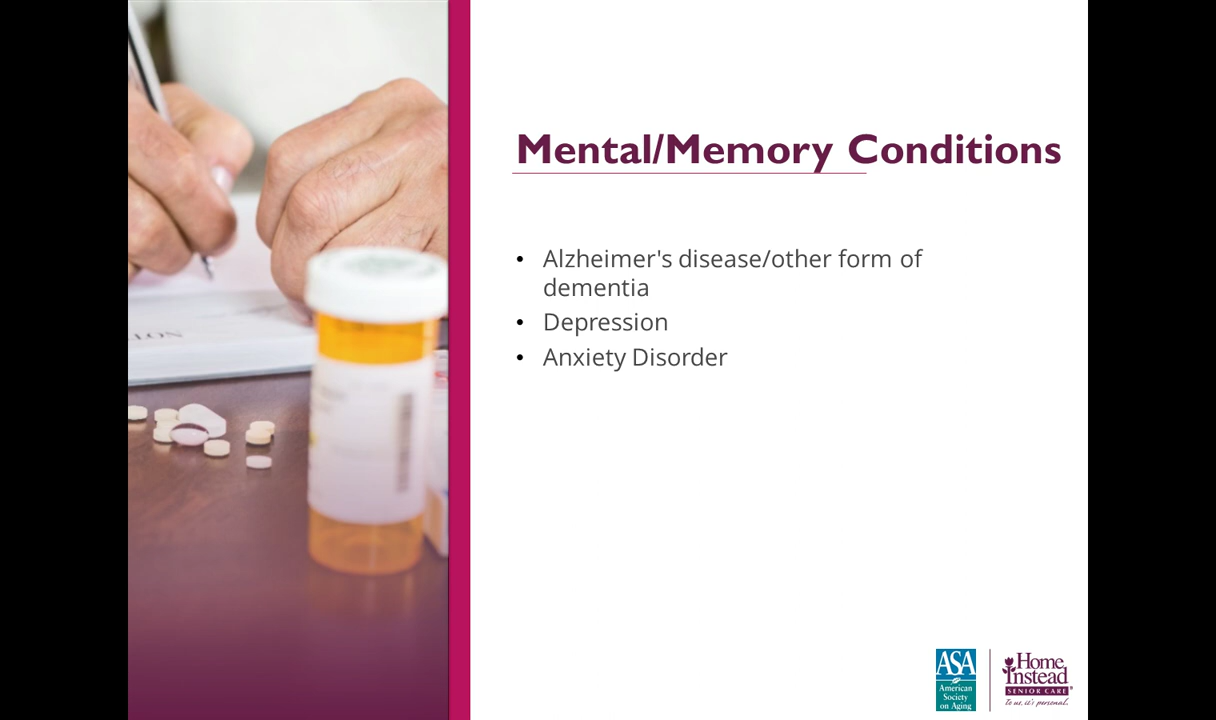 Mental/Memory Conditions
• Alzheimer's disease/other form of
dementia
• Depression
• Anxiety Disorder
ASA
American
Society
on Aging
Home
Instead
SENIOR CARE®
to us, it's personal.